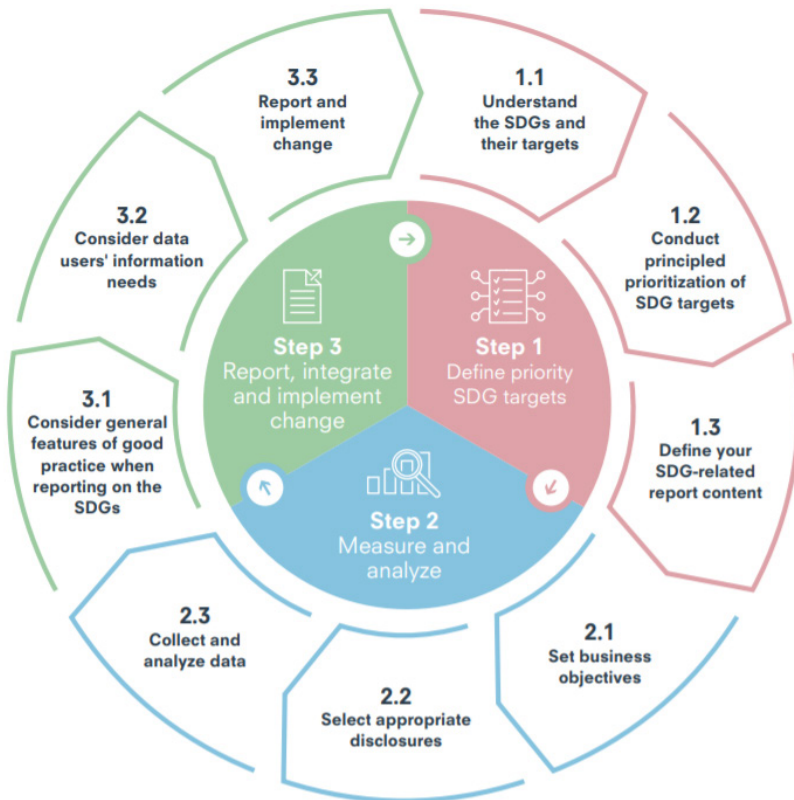 1.1
Understand
the SDGs and
their targets
1.2
Conduct
principled
prioritization of
SDG targets
1.3
Define your
SDG-related
report content
2.1
Set business
objectives
2.2
Select appropriate
disclosures
2.3
Collect and
analyze data
3.1
Consider general
features of good
practice when
reporting on the
SDGs
3.2
Consider data
users' information
needs
3.3
Report and
implement
change
Step 1
Define priority
SDG targets
Step 2
Measure and
analyze
Step 3
Report, integrate
and implement
change